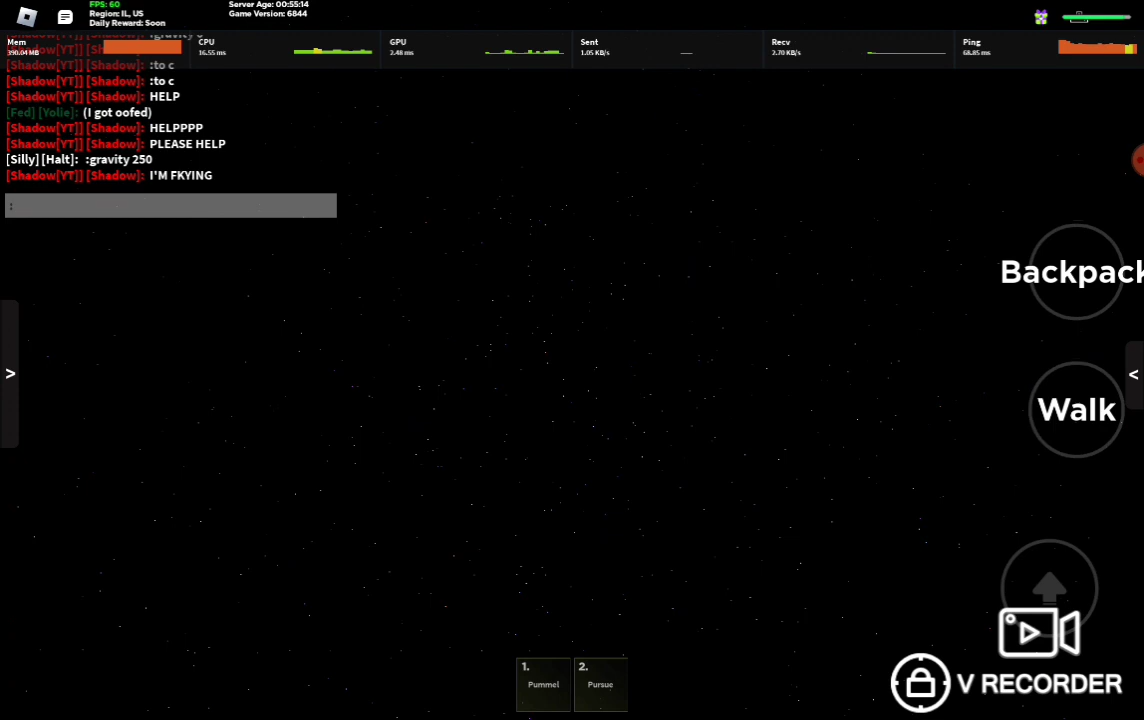 FPS: 60
Region: IL, US
Daily Reward: Soon
Server Age: 00:55:14
Game Version: 6844
Mem
390.04 MB
CPU
16.55 ms
GPU
2.48 ms
Sent
1.05 KB/s
Recv
2.70 KB/s
Ping
68.85 ms
[Shadow[YT]] [Shadow]: :to c
[Shadow[YT]] [Shadow]: :to c
[Shadow[YT]] [Shadow]: HELP
[Fed] [Yolie]: (I got oofed)
[Shadow[YT]] [Shadow]: HELPPPP
[Shadow[YT]] [Shadow]: PLEASE HELP
[Silly] [Halt]: :gravity 250
[Shadow[YT]] [Shadow]: I'M FKYING
:
Backpack
>
<
Walk
1.
Pummel
2.
Pursue
V RECORDER